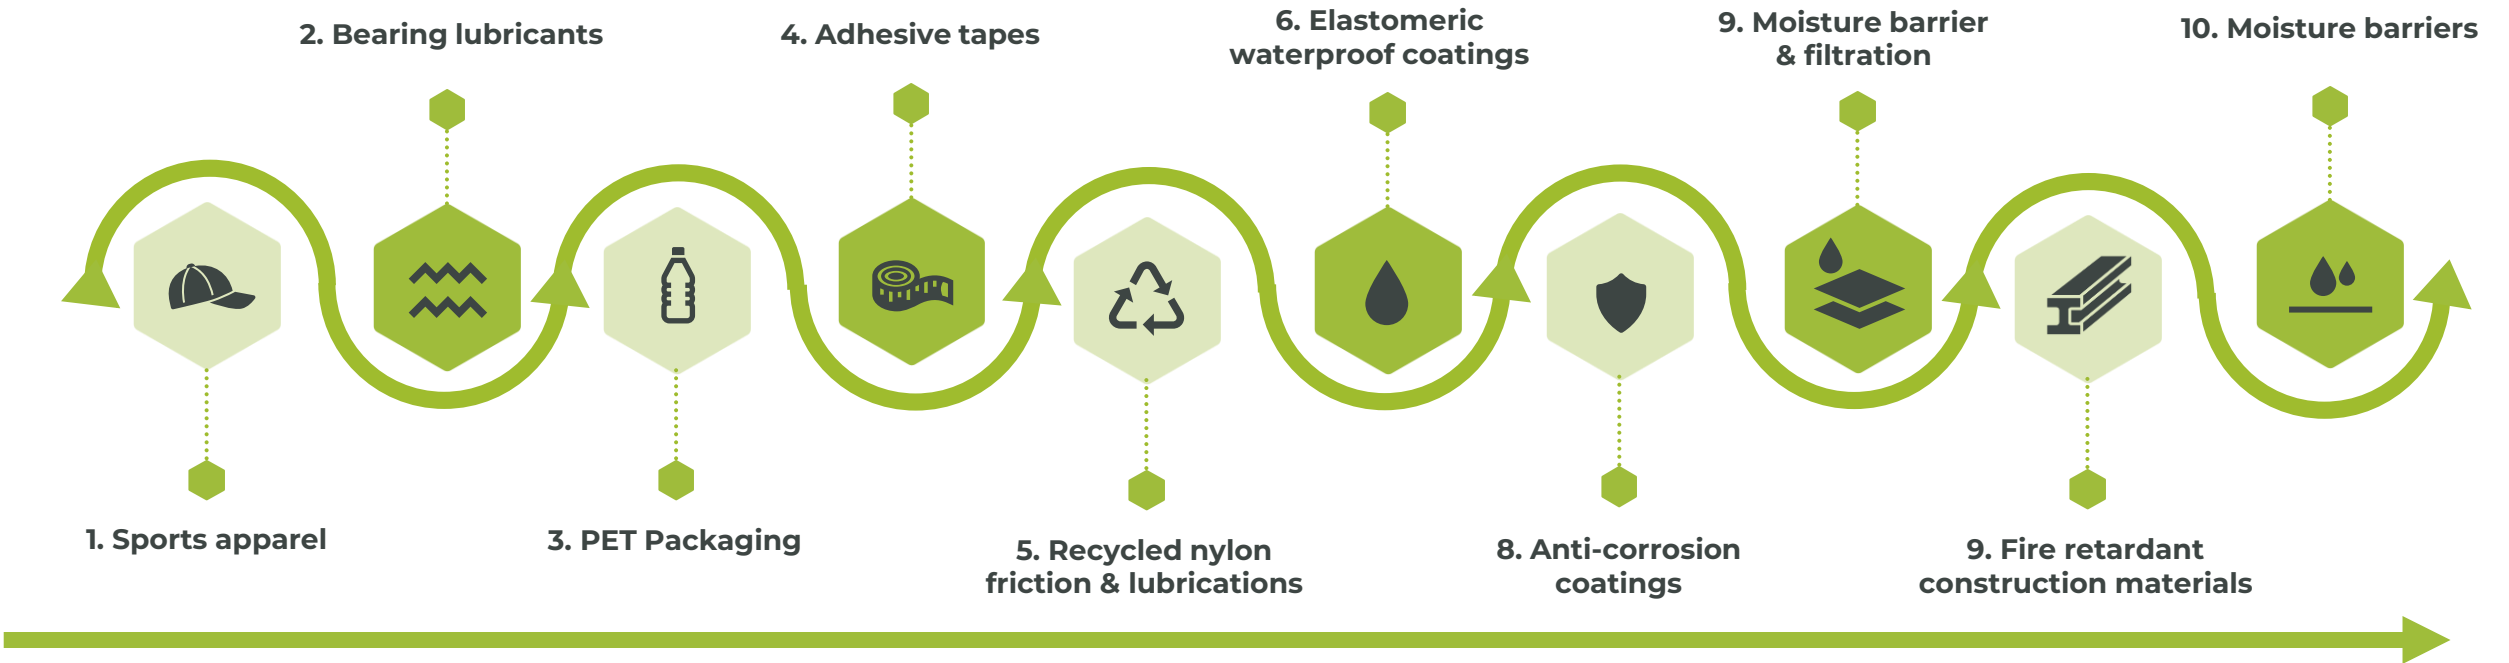 1. Sports apparel
2. Bearing lubricants
3. PET Packaging
4. Adhesive tapes
5. Recycled nylon
friction & lubrications
6. Elastomeric
waterproof coatings
8. Anti-corrosion
coatings
9. Moisture barrier
& filtration
9. Fire retardant
construction materials
10. Moisture barriers